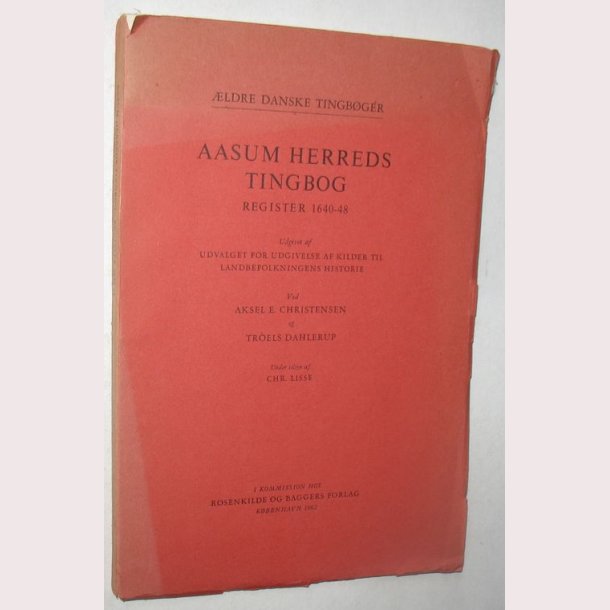 ÆLDRE DANSKE TINGBØGER
AASUM HERREDS
TINGBOG
REGISTER 1640-48
Udgivet af
UDVALGET FOR UDGIVELSE AF KILDER TIL
LANDBEFOLKNINGENS HISTORIE
Ved
AKSEL E. CHRISTENSEN
og
TROELS DAHLERUP
Under tilsyn af
CHR. LISSE
I KOMMISSION HOS
ROSENKILDE OG BAGGERS FORLAG
KØBENHAVN 1962